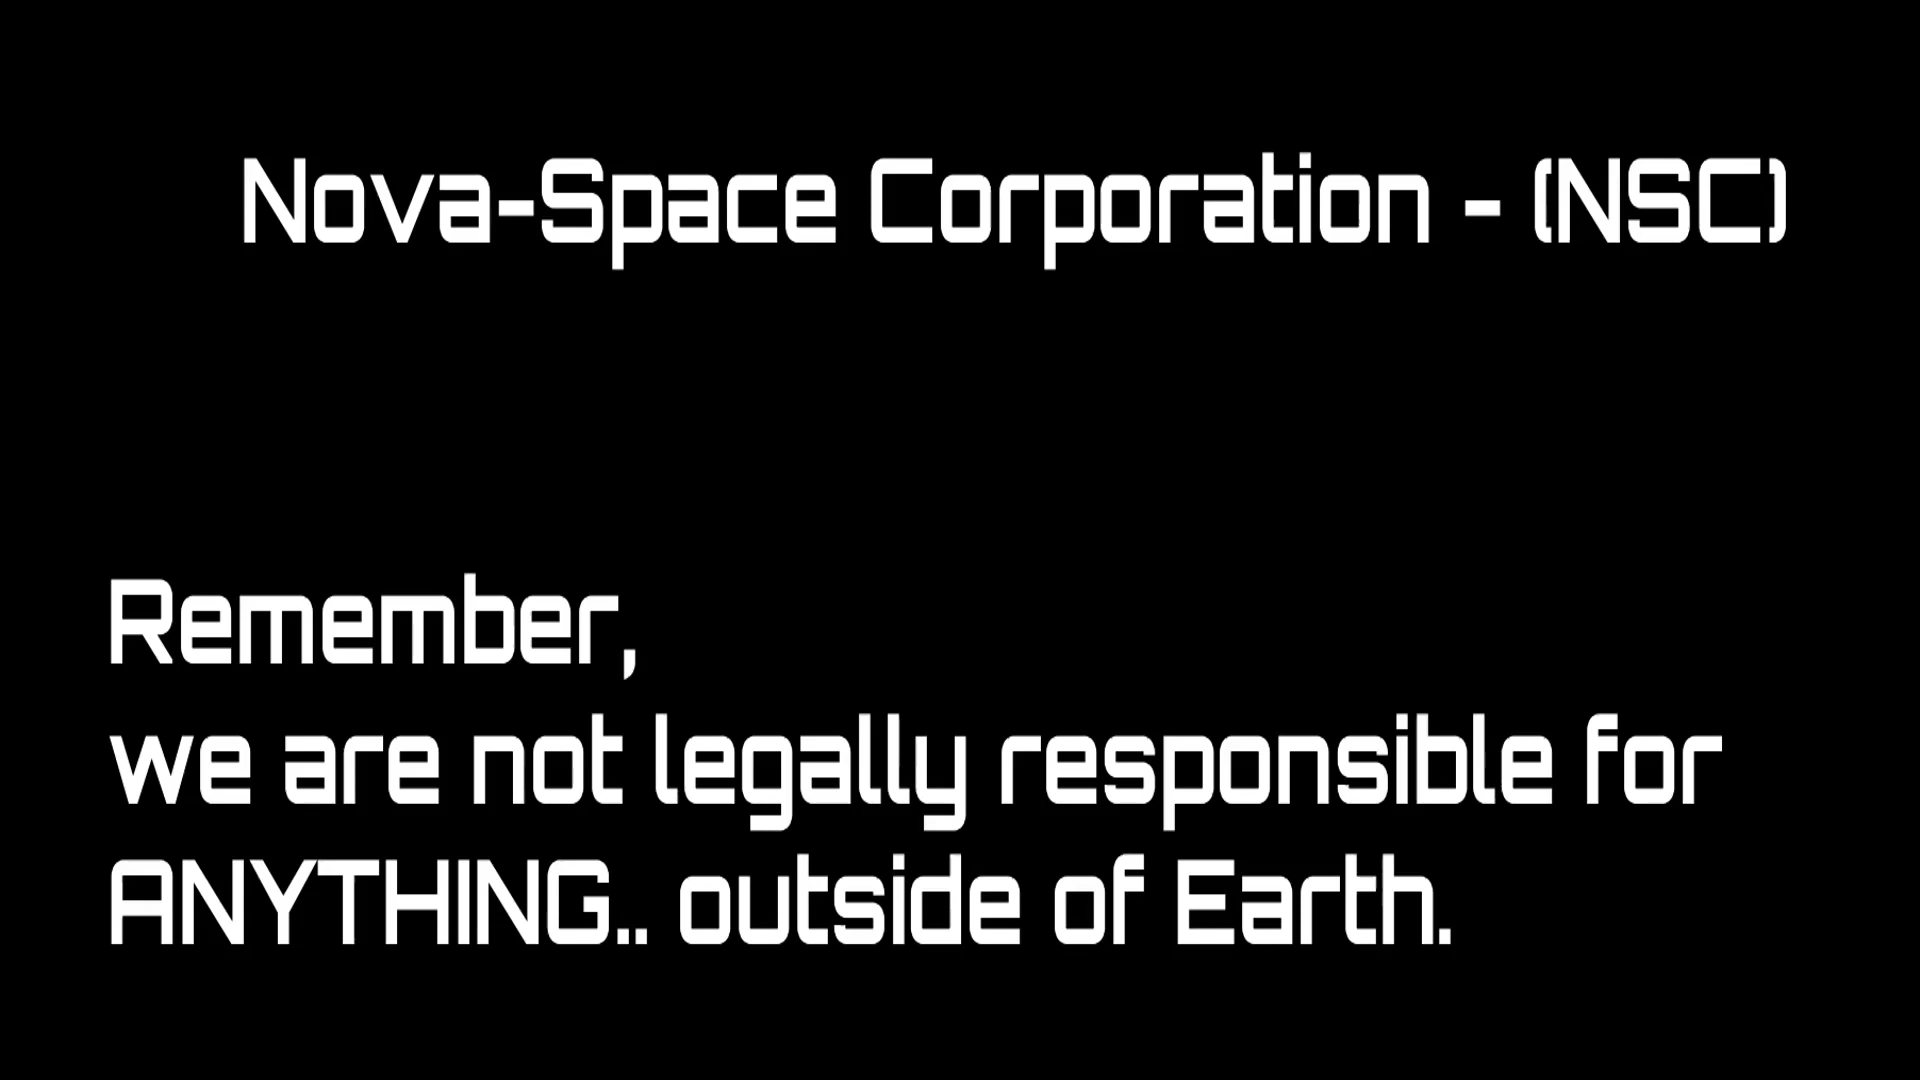 Nova-Space Corporation - (NSC)
Remember,
we are not legally responsible for
ANYTHING.. outside of Earth.